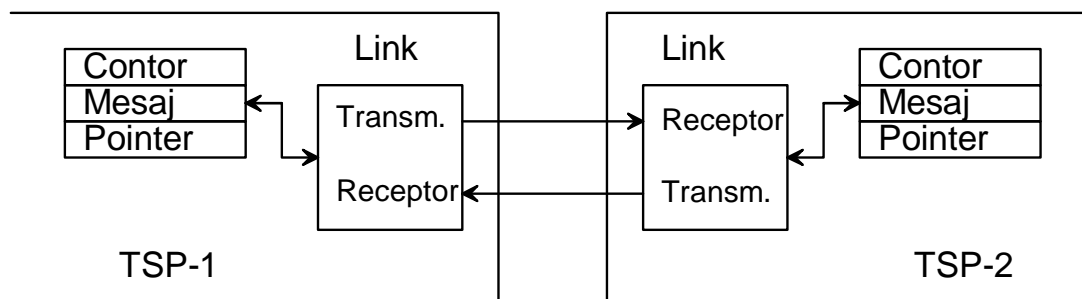 Link
Contor
Mesaj
Pointer
Transm.
Receptor
TSP-1
Link
Contor
Mesaj
Pointer
Receptor
Transm.
TSP-2